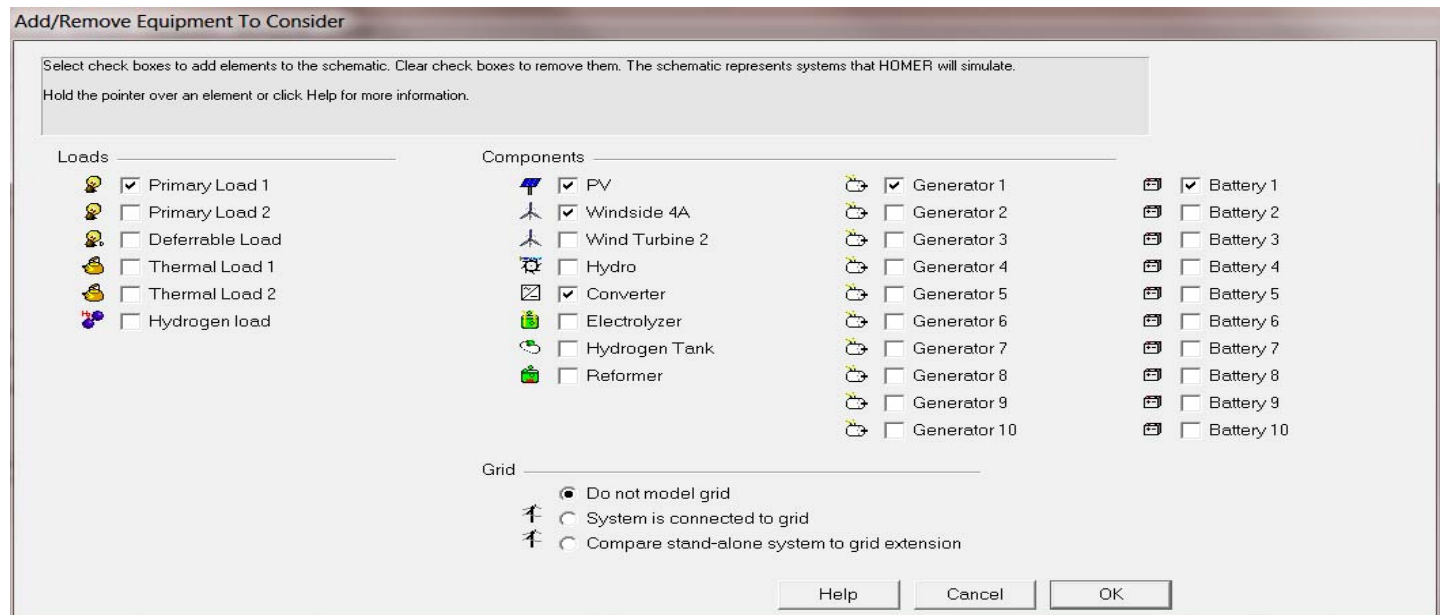 Add/Remove Equipment To Consider
Select check boxes to add elements to the schematic. Clear check boxes to remove them. The schematic represents systems that HOMER will simulate.
Hold the pointer over an element or click Help for more information.
Loads
Primary Load 1
Primary Load 2
Deferrable Load
Thermal Load 1
Thermal Load 2
Hydrogen load
Components
PV
Windside 4A
Wind Turbine 2
Hydro
Converter
Electrolyzer
Hydrogen Tank
Reformer
Generator 1
Generator 2
Generator 3
Generator 4
Generator 5
Generator 6
Generator 7
Generator 8
Generator 9
Generator 10
Battery 1
Battery 2
Battery 3
Battery 4
Battery 5
Battery 6
Battery 7
Battery 8
Battery 9
Battery 10
Grid
Do not model grid
System is connected to grid
Compare stand-alone system to grid extension
Help
Cancel
OK